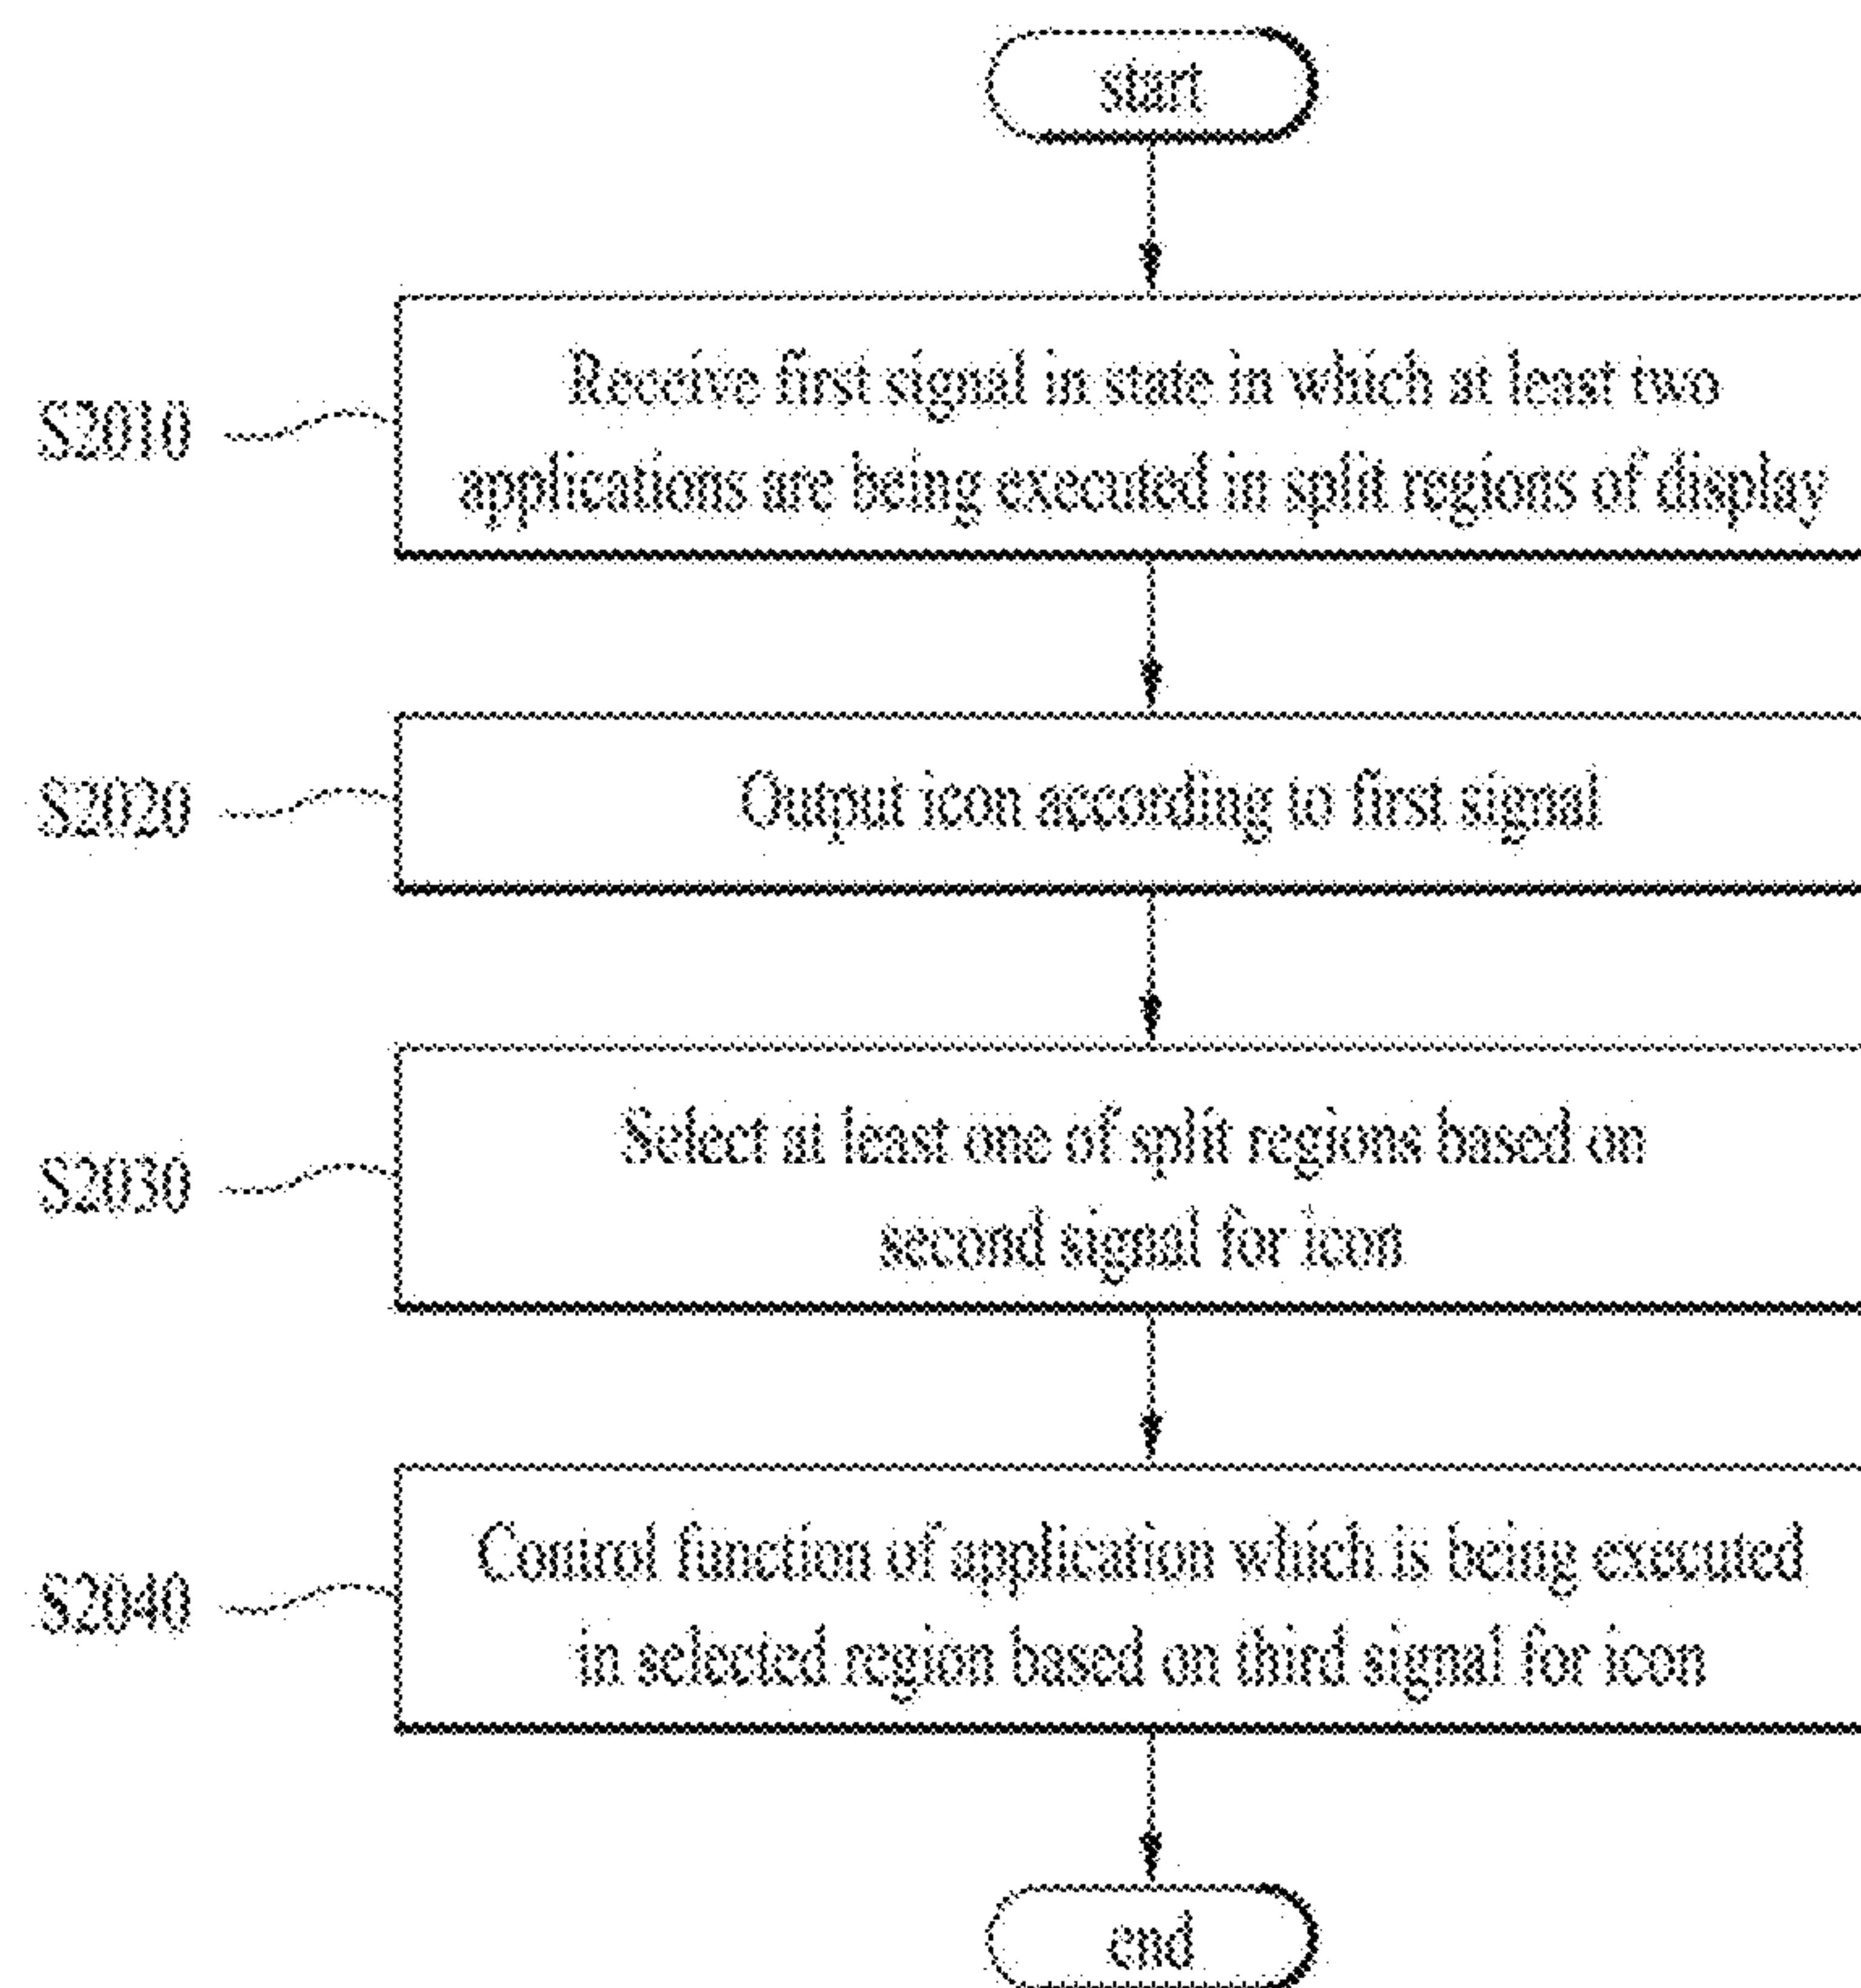 start
Receive first signal in state in which at least two
applications are being executed in split regions of display
S2010
Output icon according to first signal
S2020
Select at least one of split regions based on
second signal for icon
S2030
Control function of application which is being executed
in selected region based on third signal for icon
S2040
end